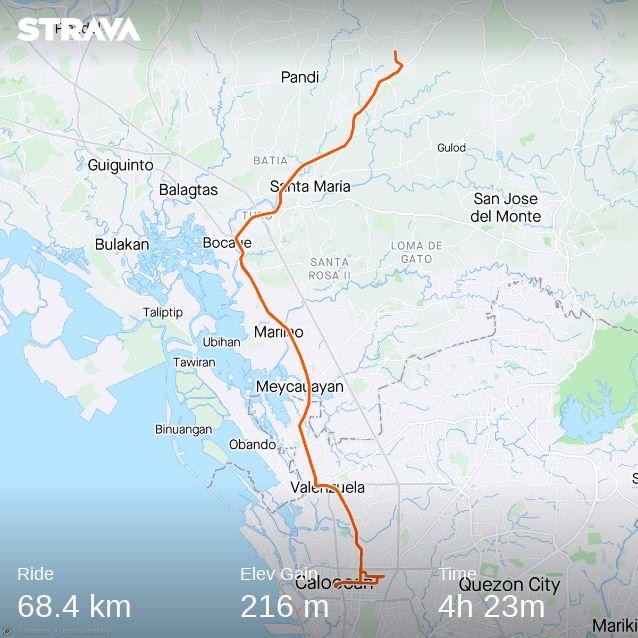 STRAVA
Pandi
Gulod
BATIA
Guiguinto
Santa Maria
Balagtas
San Jose
del Monte
TURO
Bulakan
Bocaue
LOMA DE
GATO
SANTA
ROSA II
Taliptip
Marilao
Ubihan
Tawiran
Meycauayan
Binuangan
Obando
Valenzuela
Ride
Elev Gain
Time
Caloocan
Quezon City
68.4 km
216 m
4h 23m
Mariki
© Mapbox © OpenStreetMap